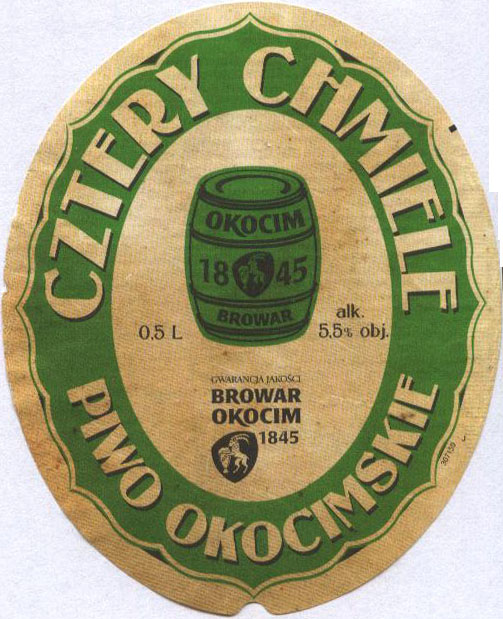 CZTERY CHMIELE
OKOCIM
18 45
BROWAR
0,5 L
alk.
5,5% obj.
GWARANCJA JAKOŚCI
BROWAR
OKOCIM
1845
PIWO OKOCIMSKIE